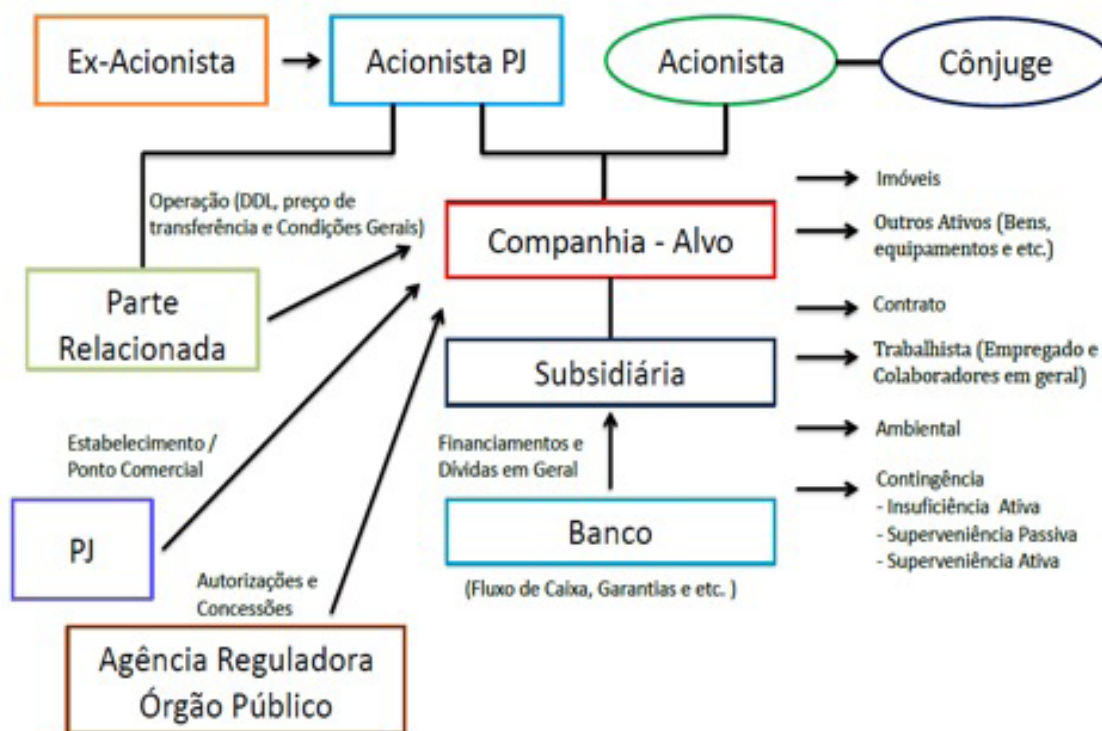 Ex-Acionista
Acionista PJ
Acionista
Cônjuge
Operação (DDL, preço de
transferência e Condições Gerais)
Companhia - Alvo
Parte
Relacionada
Subsidiária
Estabelecimento /
Ponto Comercial
Financiamentos e
Dívidas em Geral
PJ
Banco
(Fluxo de Caixa, Garantias e etc. )
Autorizações e
Concessões
Agência Reguladora
Órgão Público
Imóveis
Outros Ativos (Bens,
equipamentos e etc.)
Contrato
Trabalhista (Empregado e
Colaboradores em geral)
Ambiental
Contingência
- Insuficiência Ativa
- Superveniência Passiva
- Superveniência Ativa